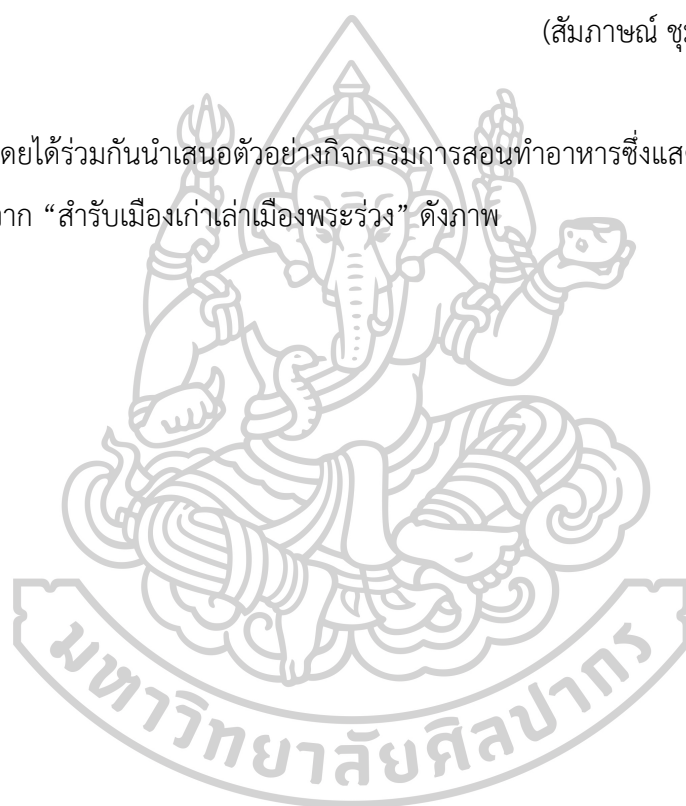 (สัมภาษณ์
โดยได้ร่วมกันนำเสนอตัวอย่างกิจกรรมการสอนทำอาหารซึ่ง
จาก “สำรับเมืองเก่าเล่าเมืองพระร่วง” ดังภาพ
มหาวิทยาลัยศิลปากร